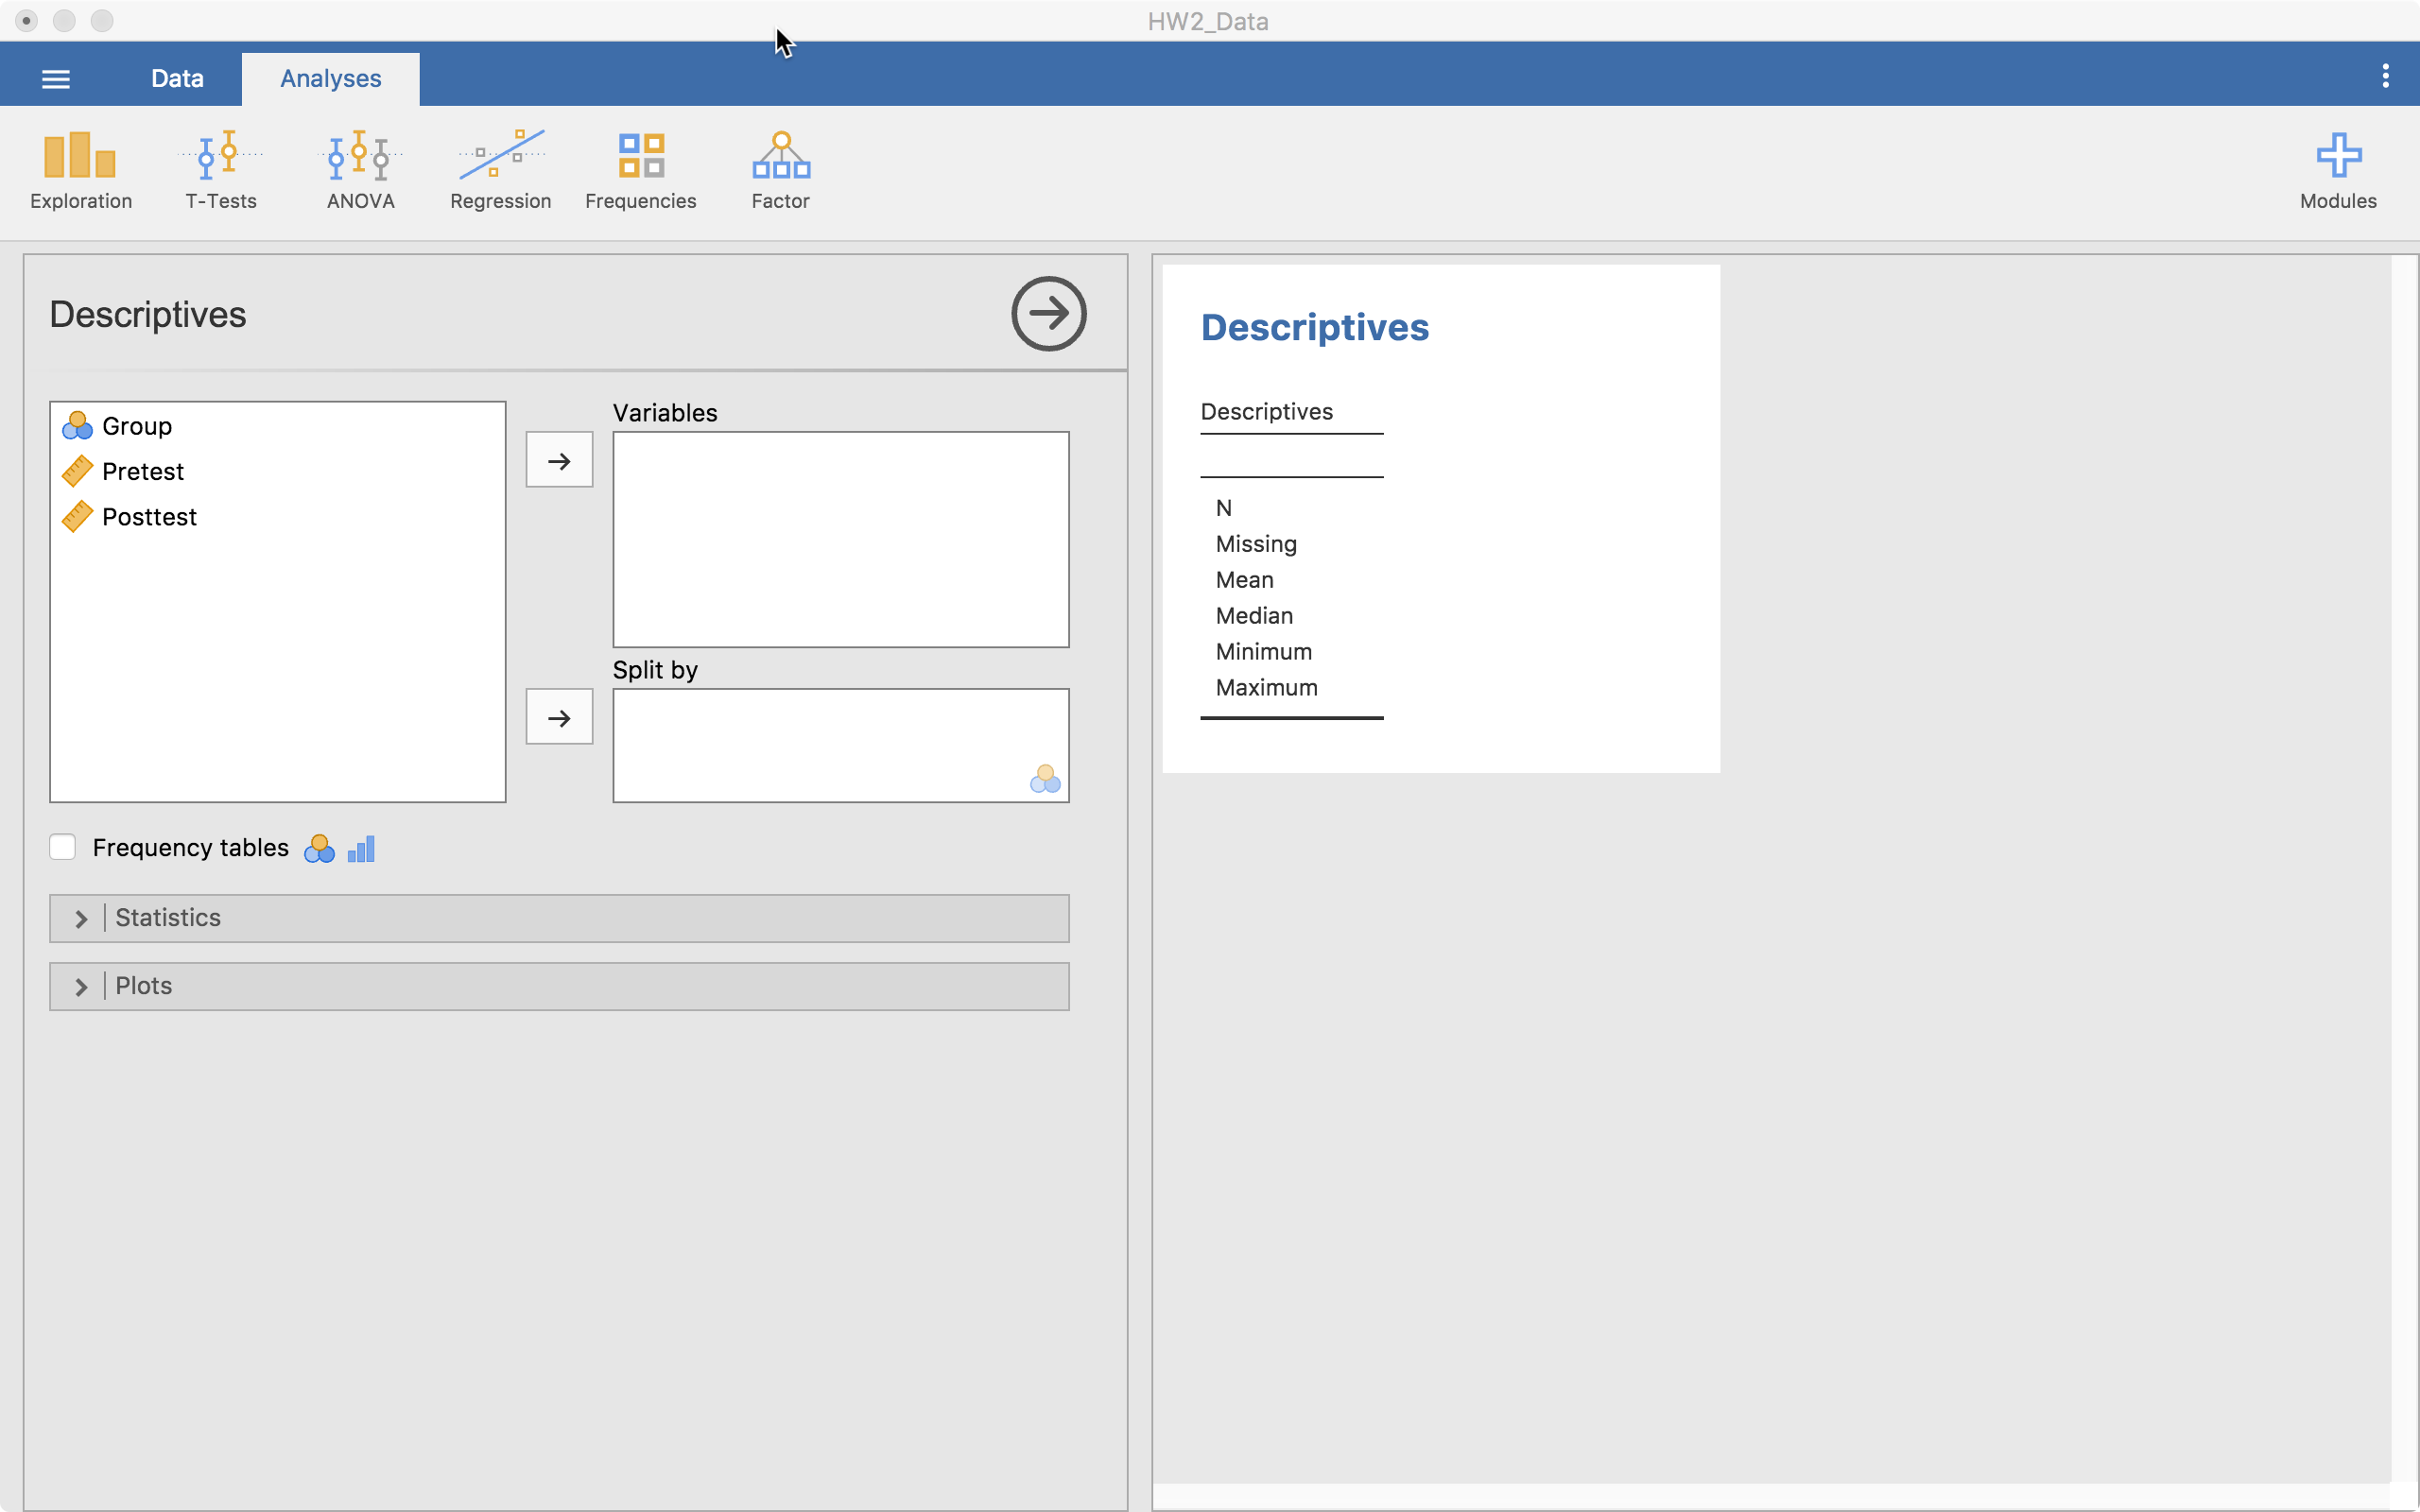 HW2_Data
Data Analyses
Exploration T-Tests ANOVA Regression Frequencies Factor Modules
Descriptives
Group
Pretest
Posttest
Variables
Split by
Frequency tables
Statistics
Plots
Descriptives
Descriptives
N
Missing
Mean
Median
Minimum
Maximum